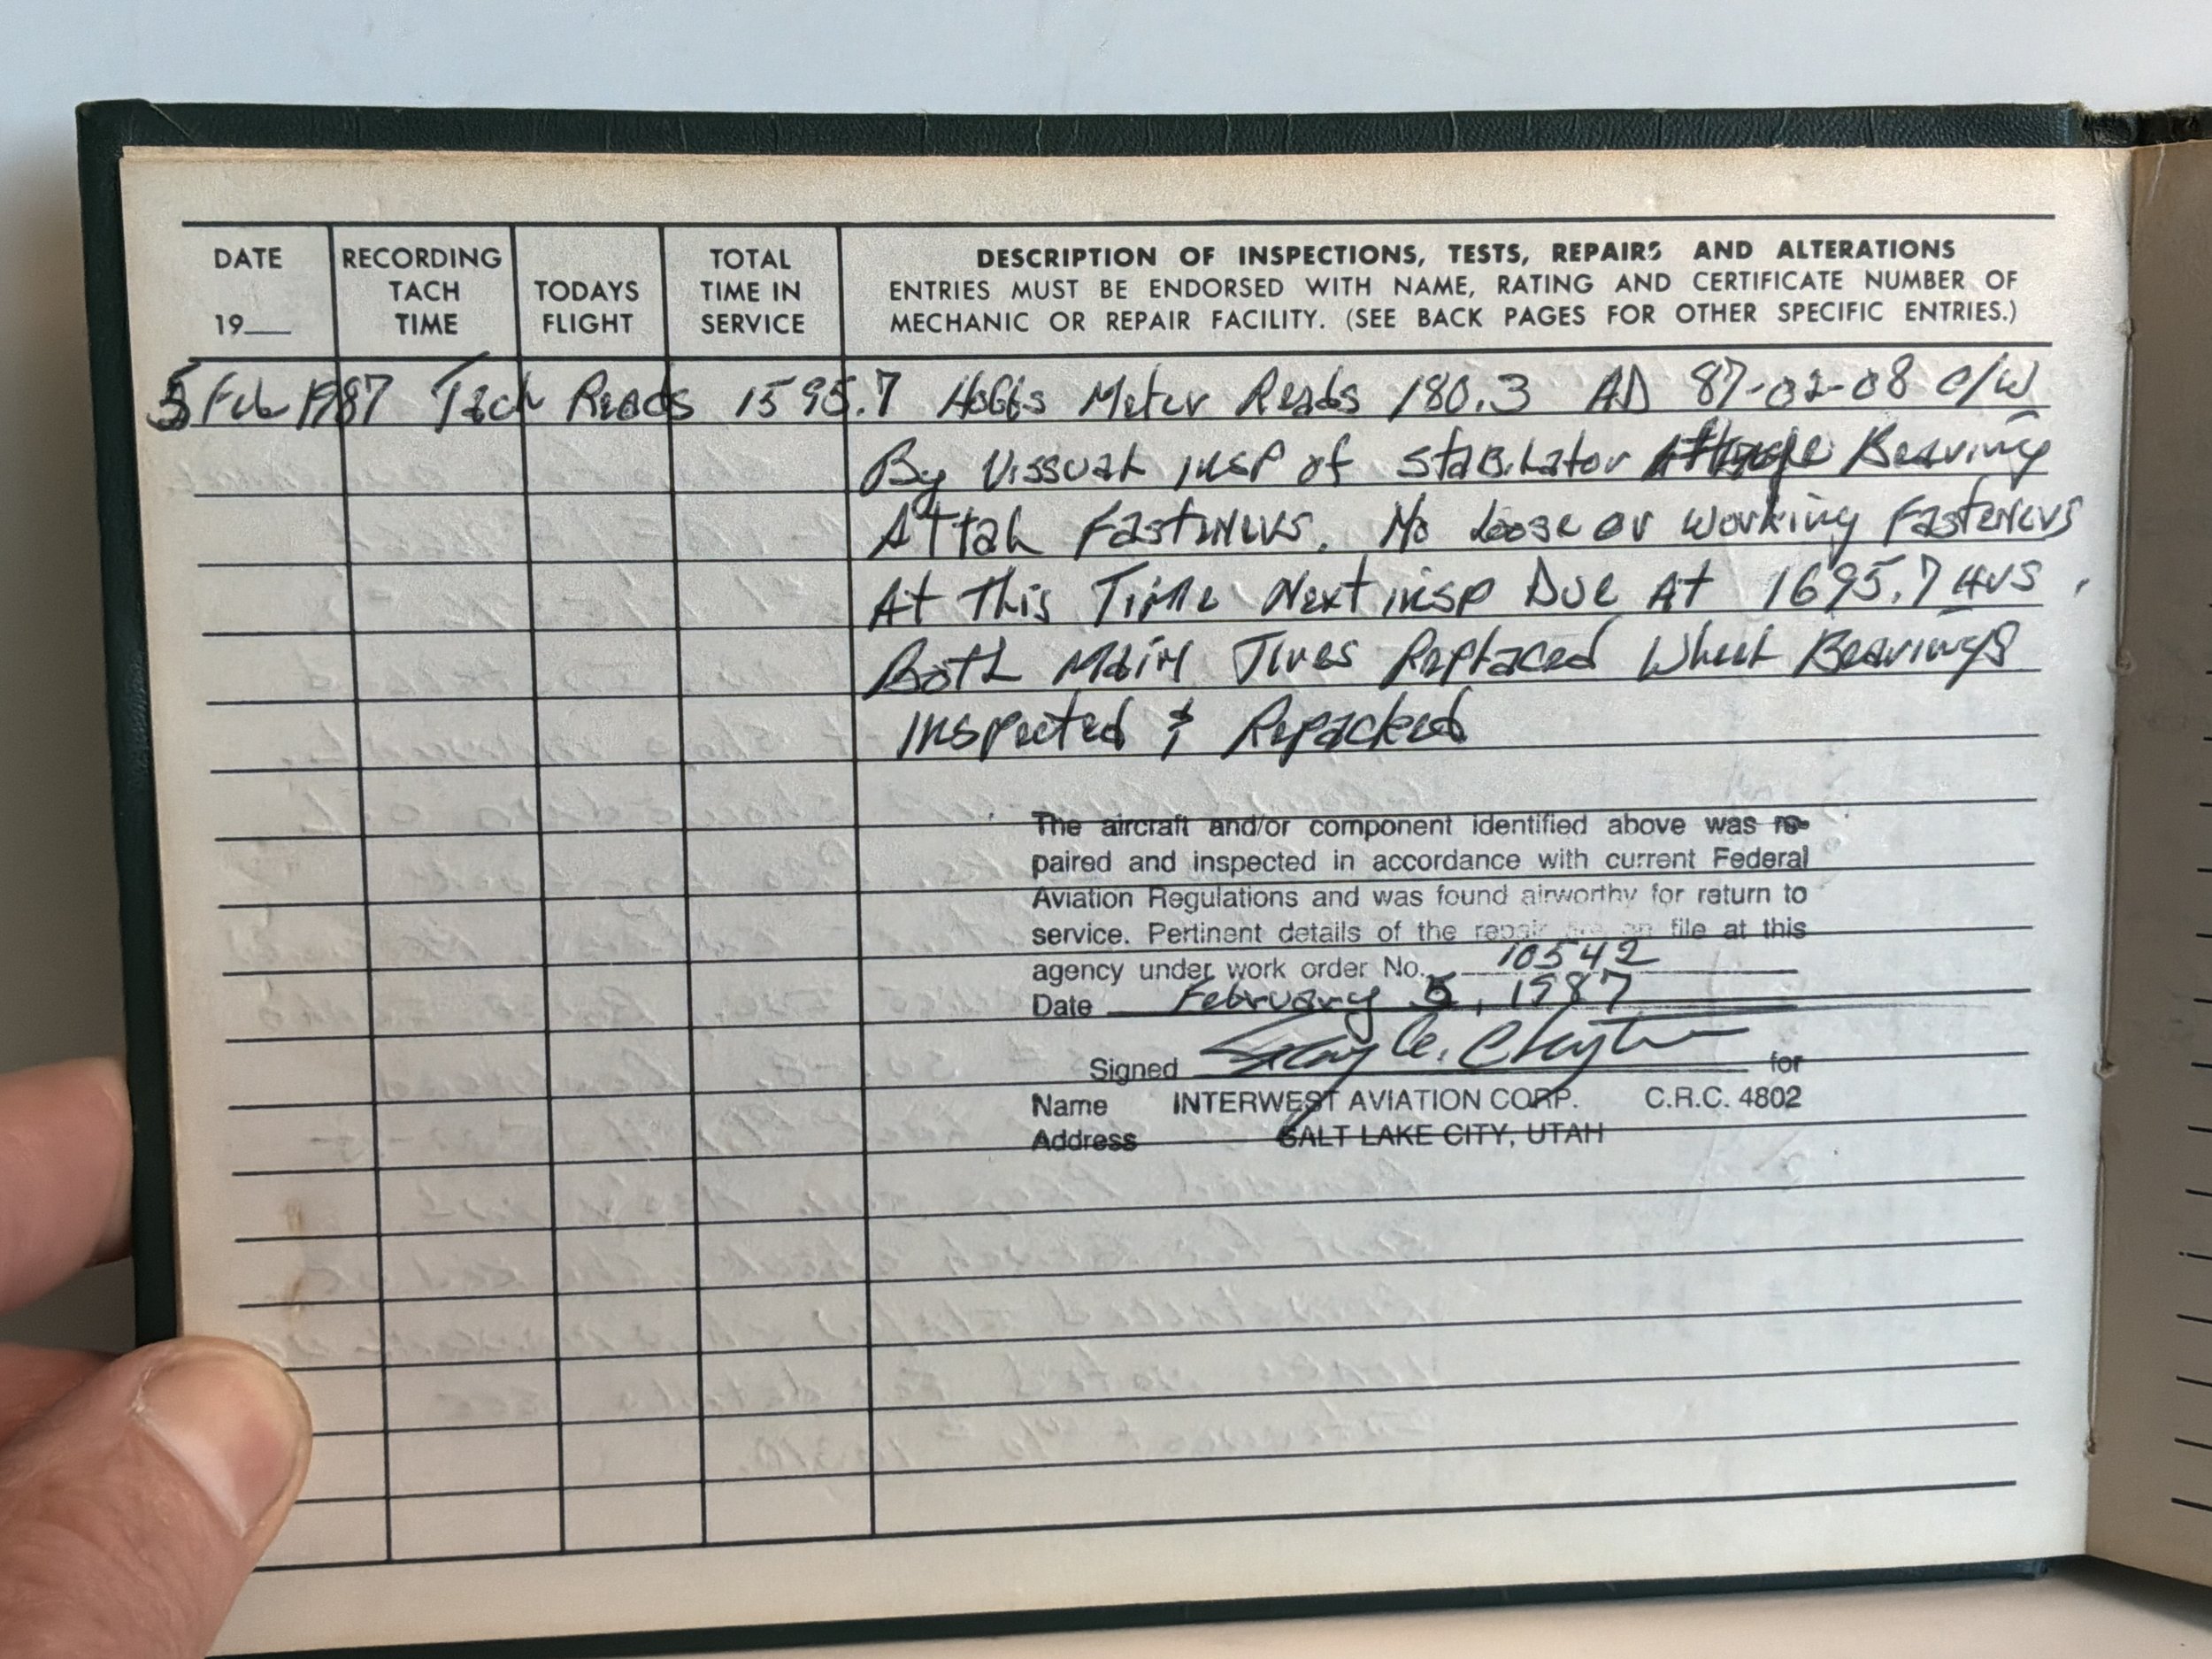 DATE
19__
RECORDING
TACH
TIME
TODAYS
FLIGHT
TOTAL
TIME IN
SERVICE
DESCRIPTION OF INSPECTIONS, TESTS, REPAIRS AND ALTERATIONS
ENTRIES MUST BE ENDORSED WITH NAME, RATING AND CERTIFICATE NUMBER OF
MECHANIC OR REPAIR FACILITY. (SEE BACK PAGES FOR OTHER SPECIFIC ENTRIES.)
5 Feb 1987 Tach Reads 1595.7 Hobbs Meter Reads 180.3 AD 87-02-08 C/W
By Vissual insp of Stabilator Bearing
Attah Fasteners. No Loose or Working Fasteners
At This Time Next insp Due At 1695.7 Hrs.
Both Main Tires Replaced Wheel Bearings
Inspected & Repacked
The aircraft and/or component identified above was re-
paired and inspected in accordance with current Federal
Aviation Regulations and was found airworthy for return to
service. Pertinent details of the repair are on file at this
agency under work order No. 10542
Date February 5, 1987
Signed Clayton for
Name INTERWEST AVIATION CORP. C.R.C. 4802
Address SALT LAKE CITY, UTAH